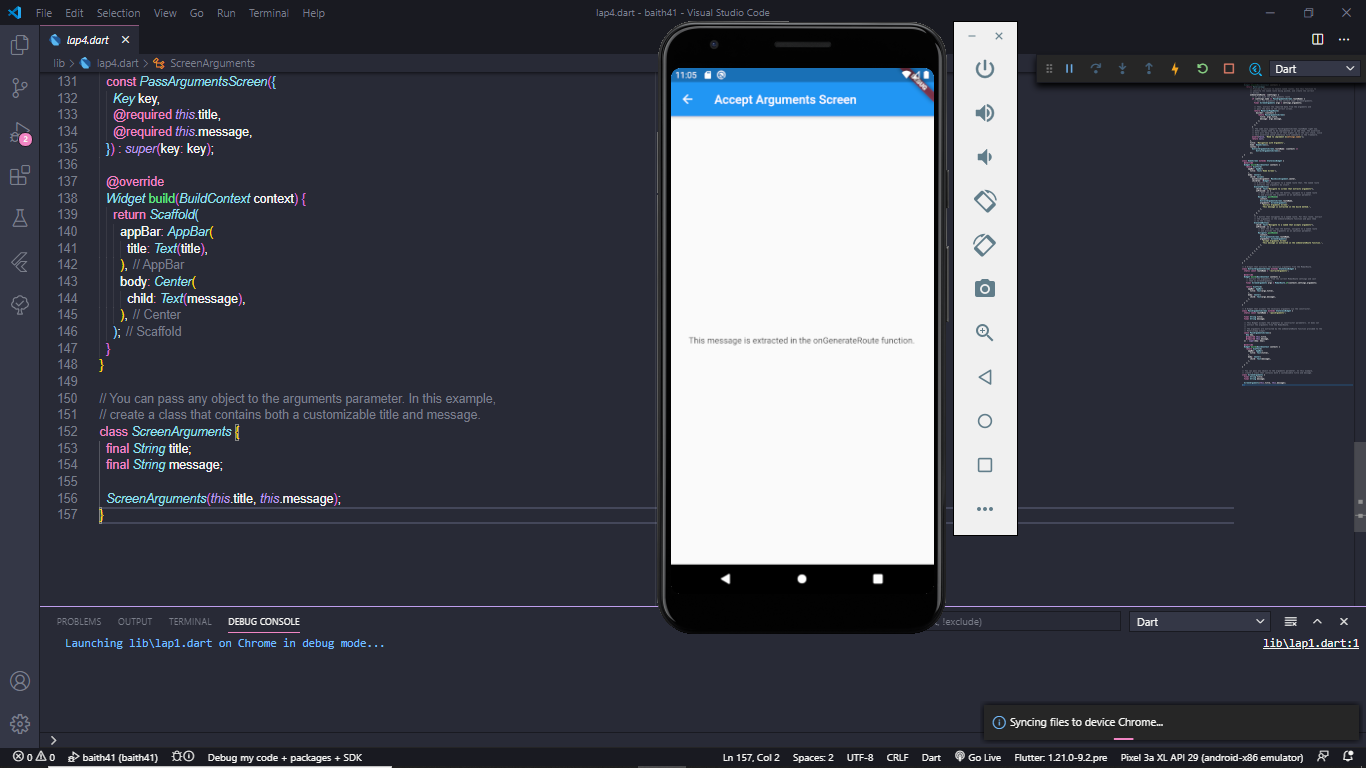 File Edit Selection View Go Run Terminal Help
lap4.dart - baith41 - Visual Studio Code
lap4.dart
lib > lap4.dart > ScreenArguments
131 const PassArgumentsScreen({
132 Key key,
133 @required this.title,
134 @required this.message,
135 }) : super(key: key);
136
137 @override
138 Widget build(BuildContext context) {
139 return Scaffold(
140 appBar: AppBar(
141 title: Text(title),
142 ), // AppBar
143 body: Center(
144 child: Text(message),
145 ), // Center
146 ); // Scaffold
147 }
148 }
149
150 // You can pass any object to the arguments parameter. In this example,
151 // create a class that contains both a customizable title and message.
152 class ScreenArguments {
153 final String title;
154 final String message;
155
156 ScreenArguments(this.title, this.message);
157 }
11:05
Accept Arguments Screen
This message is extracted in the onGenerateRoute function.
Dart
2
PROBLEMS OUTPUT TERMINAL DEBUG CONSOLE
!exclude)
Dart
Launching lib\lap1.dart on Chrome in debug mode...
lib\lap1.dart:1
Syncing files to device Chrome...
>
0 0 baith41 (baith41) Debug my code + packages + SDK
Ln 157, Col 2 Spaces: 2 UTF-8 CRLF Dart Go Live Flutter: 1.21.0-9.2.pre Pixel 3a XL API 29 (android-x86 emulator)